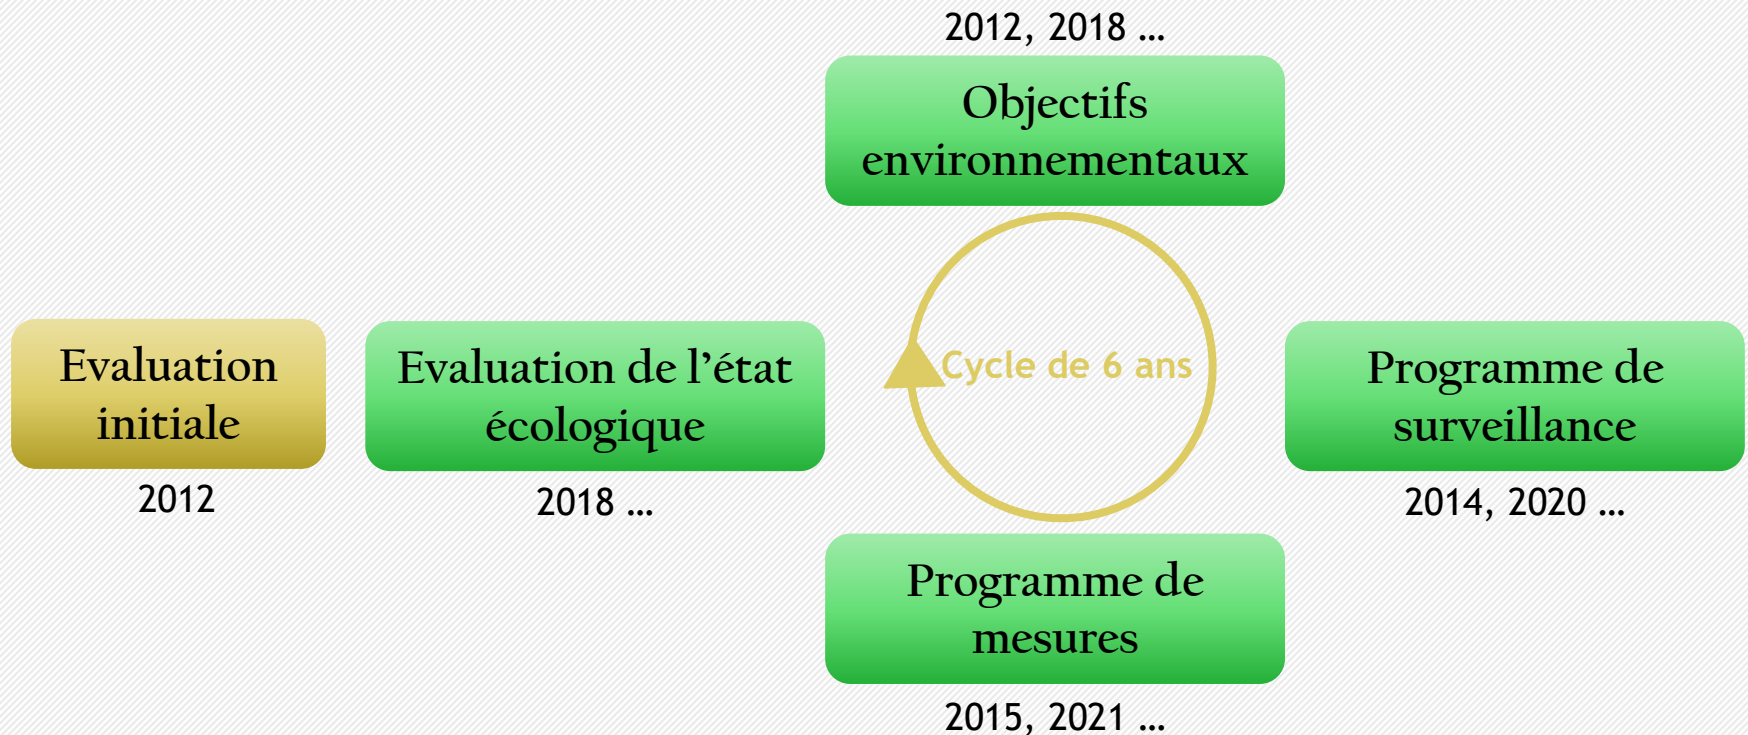 2012, 2018 ...
Objectifs
environnementaux
Evaluation
initiale
2012
Evaluation de l’état
écologique
2018 ...
Cycle de 6 ans
Programme de
surveillance
2014, 2020 ...
Programme de
mesures
2015, 2021 ...